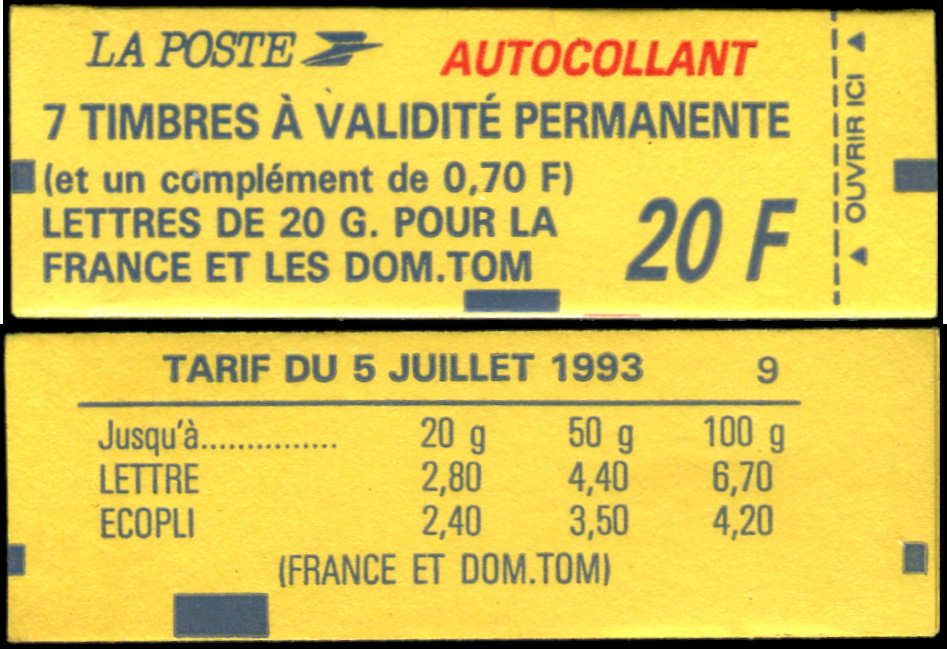 LA POSTE
AUTOCOLLANT
7 TIMBRES À VALIDITÉ PERMANENTE
(et un complément de 0,70 F)
LETTRES DE 20 G. POUR LA
FRANCE ET LES DOM.TOM
20 F
OUVRIR ICI
TARIF DU 5 JUILLET 1993 9
Jusqu'à............... 20 g 50 g 100 g
LETTRE 2,80 4,40 6,70
ECOPLI 2,40 3,50 4,20
(FRANCE ET DOM.TOM)